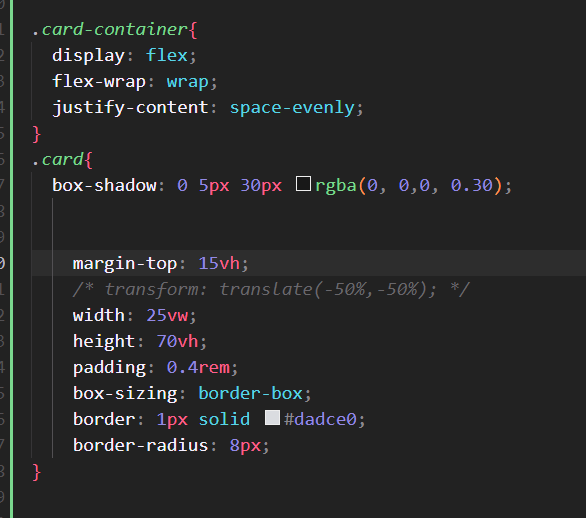 .card-container{
display: flex;
flex-wrap: wrap;
justify-content: space-evenly;
}
.card{
box-shadow: 0 5px 30px rgba(0, 0,0, 0.30);
margin-top: 15vh;
/* transform: translate(-50%,-50%); */
width: 25vw;
height: 70vh;
padding: 0.4rem;
box-sizing: border-box;
border: 1px solid #dadce0;
border-radius: 8px;
}